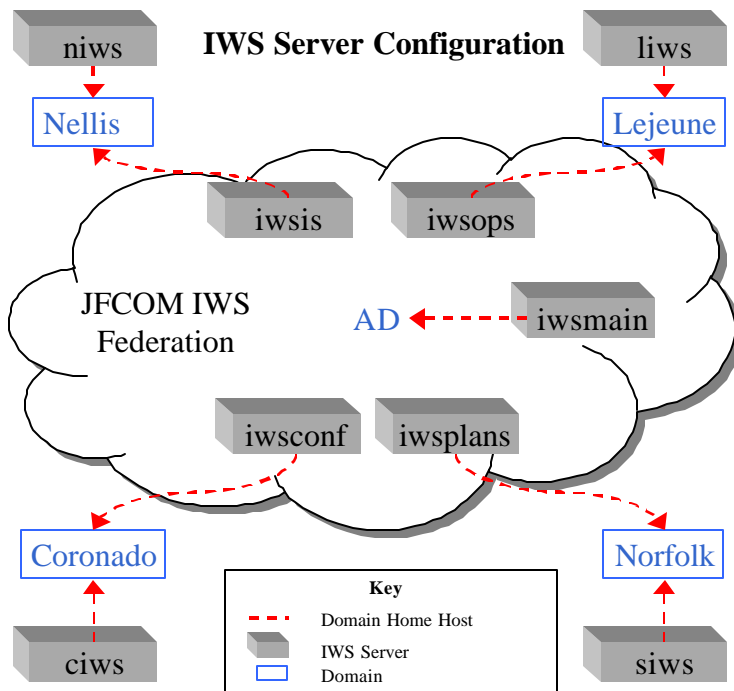 niws
IWS Server Configuration
liws
Nellis
Lejeune
iwsis
iwsops
JFCOM IWS
Federation
AD
iwsmain
iwsconf
iwsplans
Coronado
Norfolk
Key
Domain Home Host
IWS Server
Domain
ciws
siws